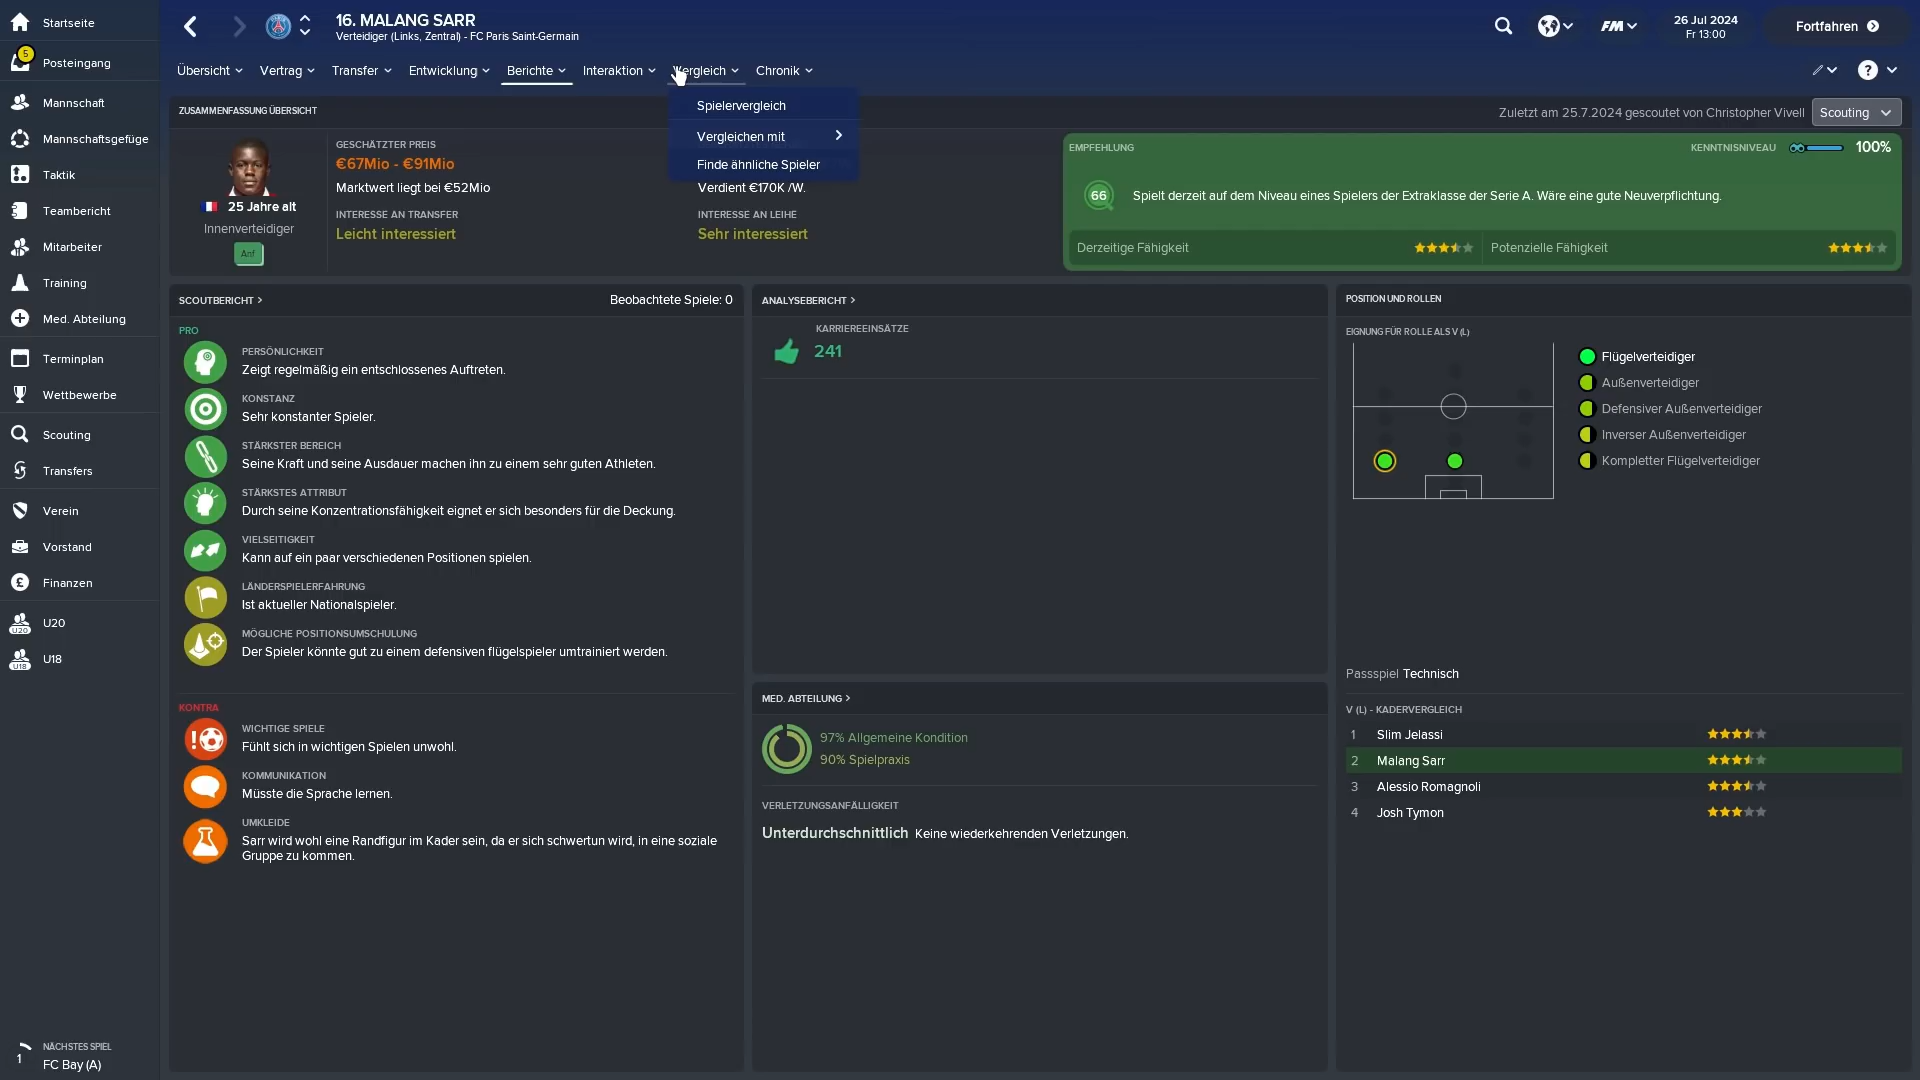 Startseite
5
Posteingang
Mannschaft
Mannschaftsgefüge
Taktik
Teambericht
Mitarbeiter
Training
Med. Abteilung
Terminplan
Wettbewerbe
Scouting
Transfers
Verein
Vorstand
Finanzen
U20
U20
U18
U18
1
NÄCHSTES SPIEL
FC Bay (A)
16. MALANG SARR
Verteidiger (Links, Zentral) - FC Paris Saint-Germain
FM
26 Jul 2024
Fr 13:00
Fortfahren
Übersicht
Vertrag
Transfer
Entwicklung
Berichte
Interaktion
Vergleich
Chronik
?
Spielervergleich
Vergleichen mit
Finde ähnliche Spieler
ZUSAMMENFASSUNG ÜBERSICHT
Zuletzt am 25.7.2024 gescoutet von Christopher Vivell
Scouting
25 Jahre alt
Innenverteidiger
Anf
GESCHÄTZTER PREIS
€67Mio - €91Mio
Marktwert liegt bei €52Mio
Verdient €170K /W.
INTERESSE AN TRANSFER
Leicht interessiert
INTERESSE AN LEIHE
Sehr interessiert
EMPFEHLUNG
KENNTNISNIVEAU
100%
66
Spielt derzeit auf dem Niveau eines Spielers der Extraklasse der Serie A. Wäre eine gute Neuverpflichtung.
Derzeitige Fähigkeit
Potenzielle Fähigkeit
SCOUTBERICHT >
Beobachtete Spiele: 0
PRO
PERSÖNLICHKEIT
Zeigt regelmäßig ein entschlossenes Auftreten.
KONSTANZ
Sehr konstanter Spieler.
STÄRKSTER BEREICH
Seine Kraft und seine Ausdauer machen ihn zu einem sehr guten Athleten.
STÄRKSTES ATTRIBUT
Durch seine Konzentrationsfähigkeit eignet er sich besonders für die Deckung.
VIELSEITIGKEIT
Kann auf ein paar verschiedenen Positionen spielen.
LÄNDERSPIELERFAHRUNG
Ist aktueller Nationalspieler.
MÖGLICHE POSITIONSUMSCHULUNG
Der Spieler könnte gut zu einem defensiven flügelspieler umtrainiert werden.
KONTRA
WICHTIGE SPIELE
Fühlt sich in wichtigen Spielen unwohl.
KOMMUNIKATION
Müsste die Sprache lernen.
UMKLEIDE
Sarr wird wohl eine Randfigur im Kader sein, da er sich schwertun wird, in eine soziale
Gruppe zu kommen.
ANALYSEBERICHT >
KARRIEREEINSÄTZE
241
MED. ABTEILUNG >
97% Allgemeine Kondition
90% Spielpraxis
VERLETZUNGSANFÄLLIGKEIT
Unterdurchschnittlich Keine wiederkehrenden Verletzungen.
POSITION UND ROLLEN
EIGNUNG FÜR ROLLE ALS V (L)
Flügelverteidiger
Außenverteidiger
Defensiver Außenverteidiger
Inverser Außenverteidiger
Kompletter Flügelverteidiger
Passspiel Technisch
V (L) - KADERVERGLEICH
1 Slim Jelassi
2 Malang Sarr
3 Alessio Romagnoli
4 Josh Tymon